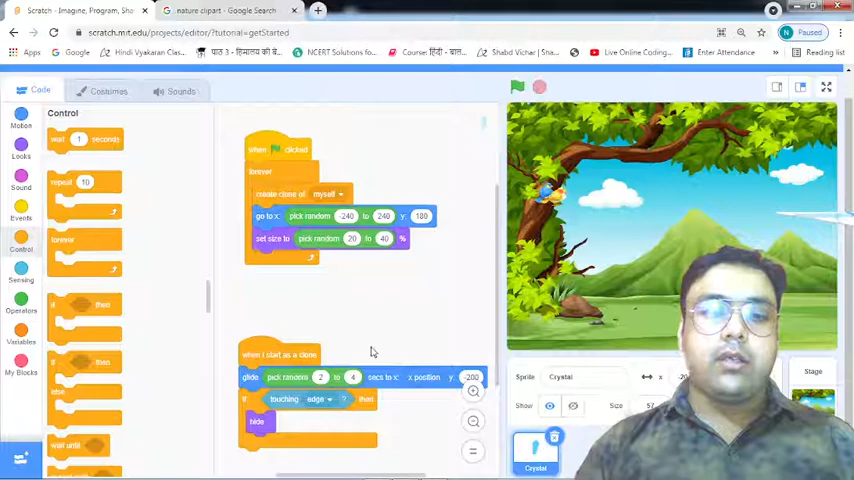 Scratch - Imagine, Program, Sha
nature clipart - Google Search
scratch.mit.edu/projects/editor/?tutorial=getStarted
N Paused
Apps G Google Hindi Vyakaran Clas... पाठ 3 - हिमालय की बे... NCERT Solutions for... Course: हिंदी - बाल... Shabd Vichar | Sha... Live Online Coding... Enter Attendance Reading list
Code Costumes Sounds
Motion
Looks
Sound
Events
Control
Sensing
Operators
Variables
My Blocks
Control
wait 1 seconds
repeat 10
forever
if then
if then
else
wait until
when clicked
forever
create clone of myself
go to x: pick random -240 to 240 y: 180
set size to pick random 20 to 40 %
when I start as a clone
glide pick random 2 to 4 secs to x: x position y: -200
if touching edge ? then
hide
Sprite Crystal x
Show Size 57
Crystal
Stage